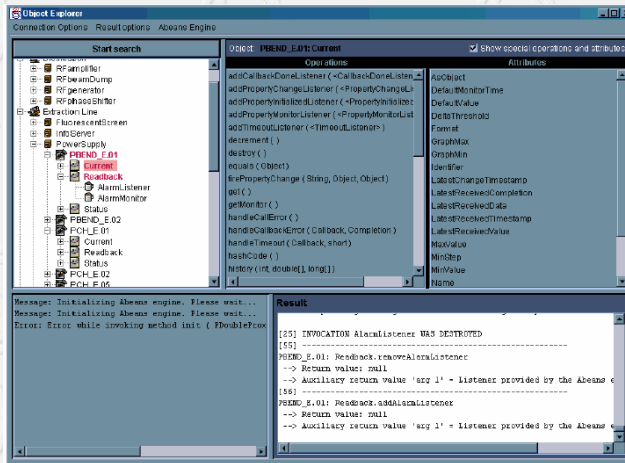 Object Explorer
Connection Options Result options Abeans Engine
Start search
RFamplifier
RFbeamDump
RFgenerator
RFphaseShifter
Extraction Line
FluorescentScreen
InfoServer
PowerSupply
PBEND_E.01
Current
Readback
AlarmListener
AlarmMonitor
Status
PBEND_E.02
PCH_E.01
Current
Readback
Status
PCH_E.02
PCH_E.05
Object: PBEND_E.01: Current
Show special operations and attributes
Operations
addCallbackDoneListener ( <CallbackDoneListen
addPropertyChangeListener ( <PropertyChangeLi
addPropertyInitializedListener ( <PropertyInitializec
addPropertyMonitorListener ( <PropertyMonitorList
addTimeoutListener ( <TimeoutListener> )
decrement ( )
destroy ( )
equals ( Object )
firePropertyChange ( String, Object, Object )
get ( )
getMonitor ( )
handleCallError ( )
handleCallbackError ( Callback, Completion )
handleTimeout ( Callback, short )
hashCode ( )
history ( int, double[], long[] )
Attributes
AsObject
DefaultMonitorTime
DefaultValue
DeltaThreshold
Format
GraphMax
GraphMin
Identifier
LatestChangeTimestamp
LatestReceivedCompletion
LatestReceivedData
LatestReceivedTimestamp
LatestReceivedValue
MaxValue
MinStep
MinValue
Name
Message: Initializing Abeans engine. Please wait...
Message: Initializing Abeans engine. Please wait...
Error: Error while invoking method init ( PDoubleProx
Result
[25] INVOCATION AlarmListener WAS DESTROYED
[55] ------------------------------------------------
PBEND_E.01: Readback.removeAlarmListener
--> Return value: null
--> Auxiliary return value 'arg 1' = Listener provided by the Abeans e
[56] ------------------------------------------------
PBEND_E.01: Readback.addAlarmListener
--> Return value: null
--> Auxiliary return value 'arg 1' = Listener provided by the Abeans e